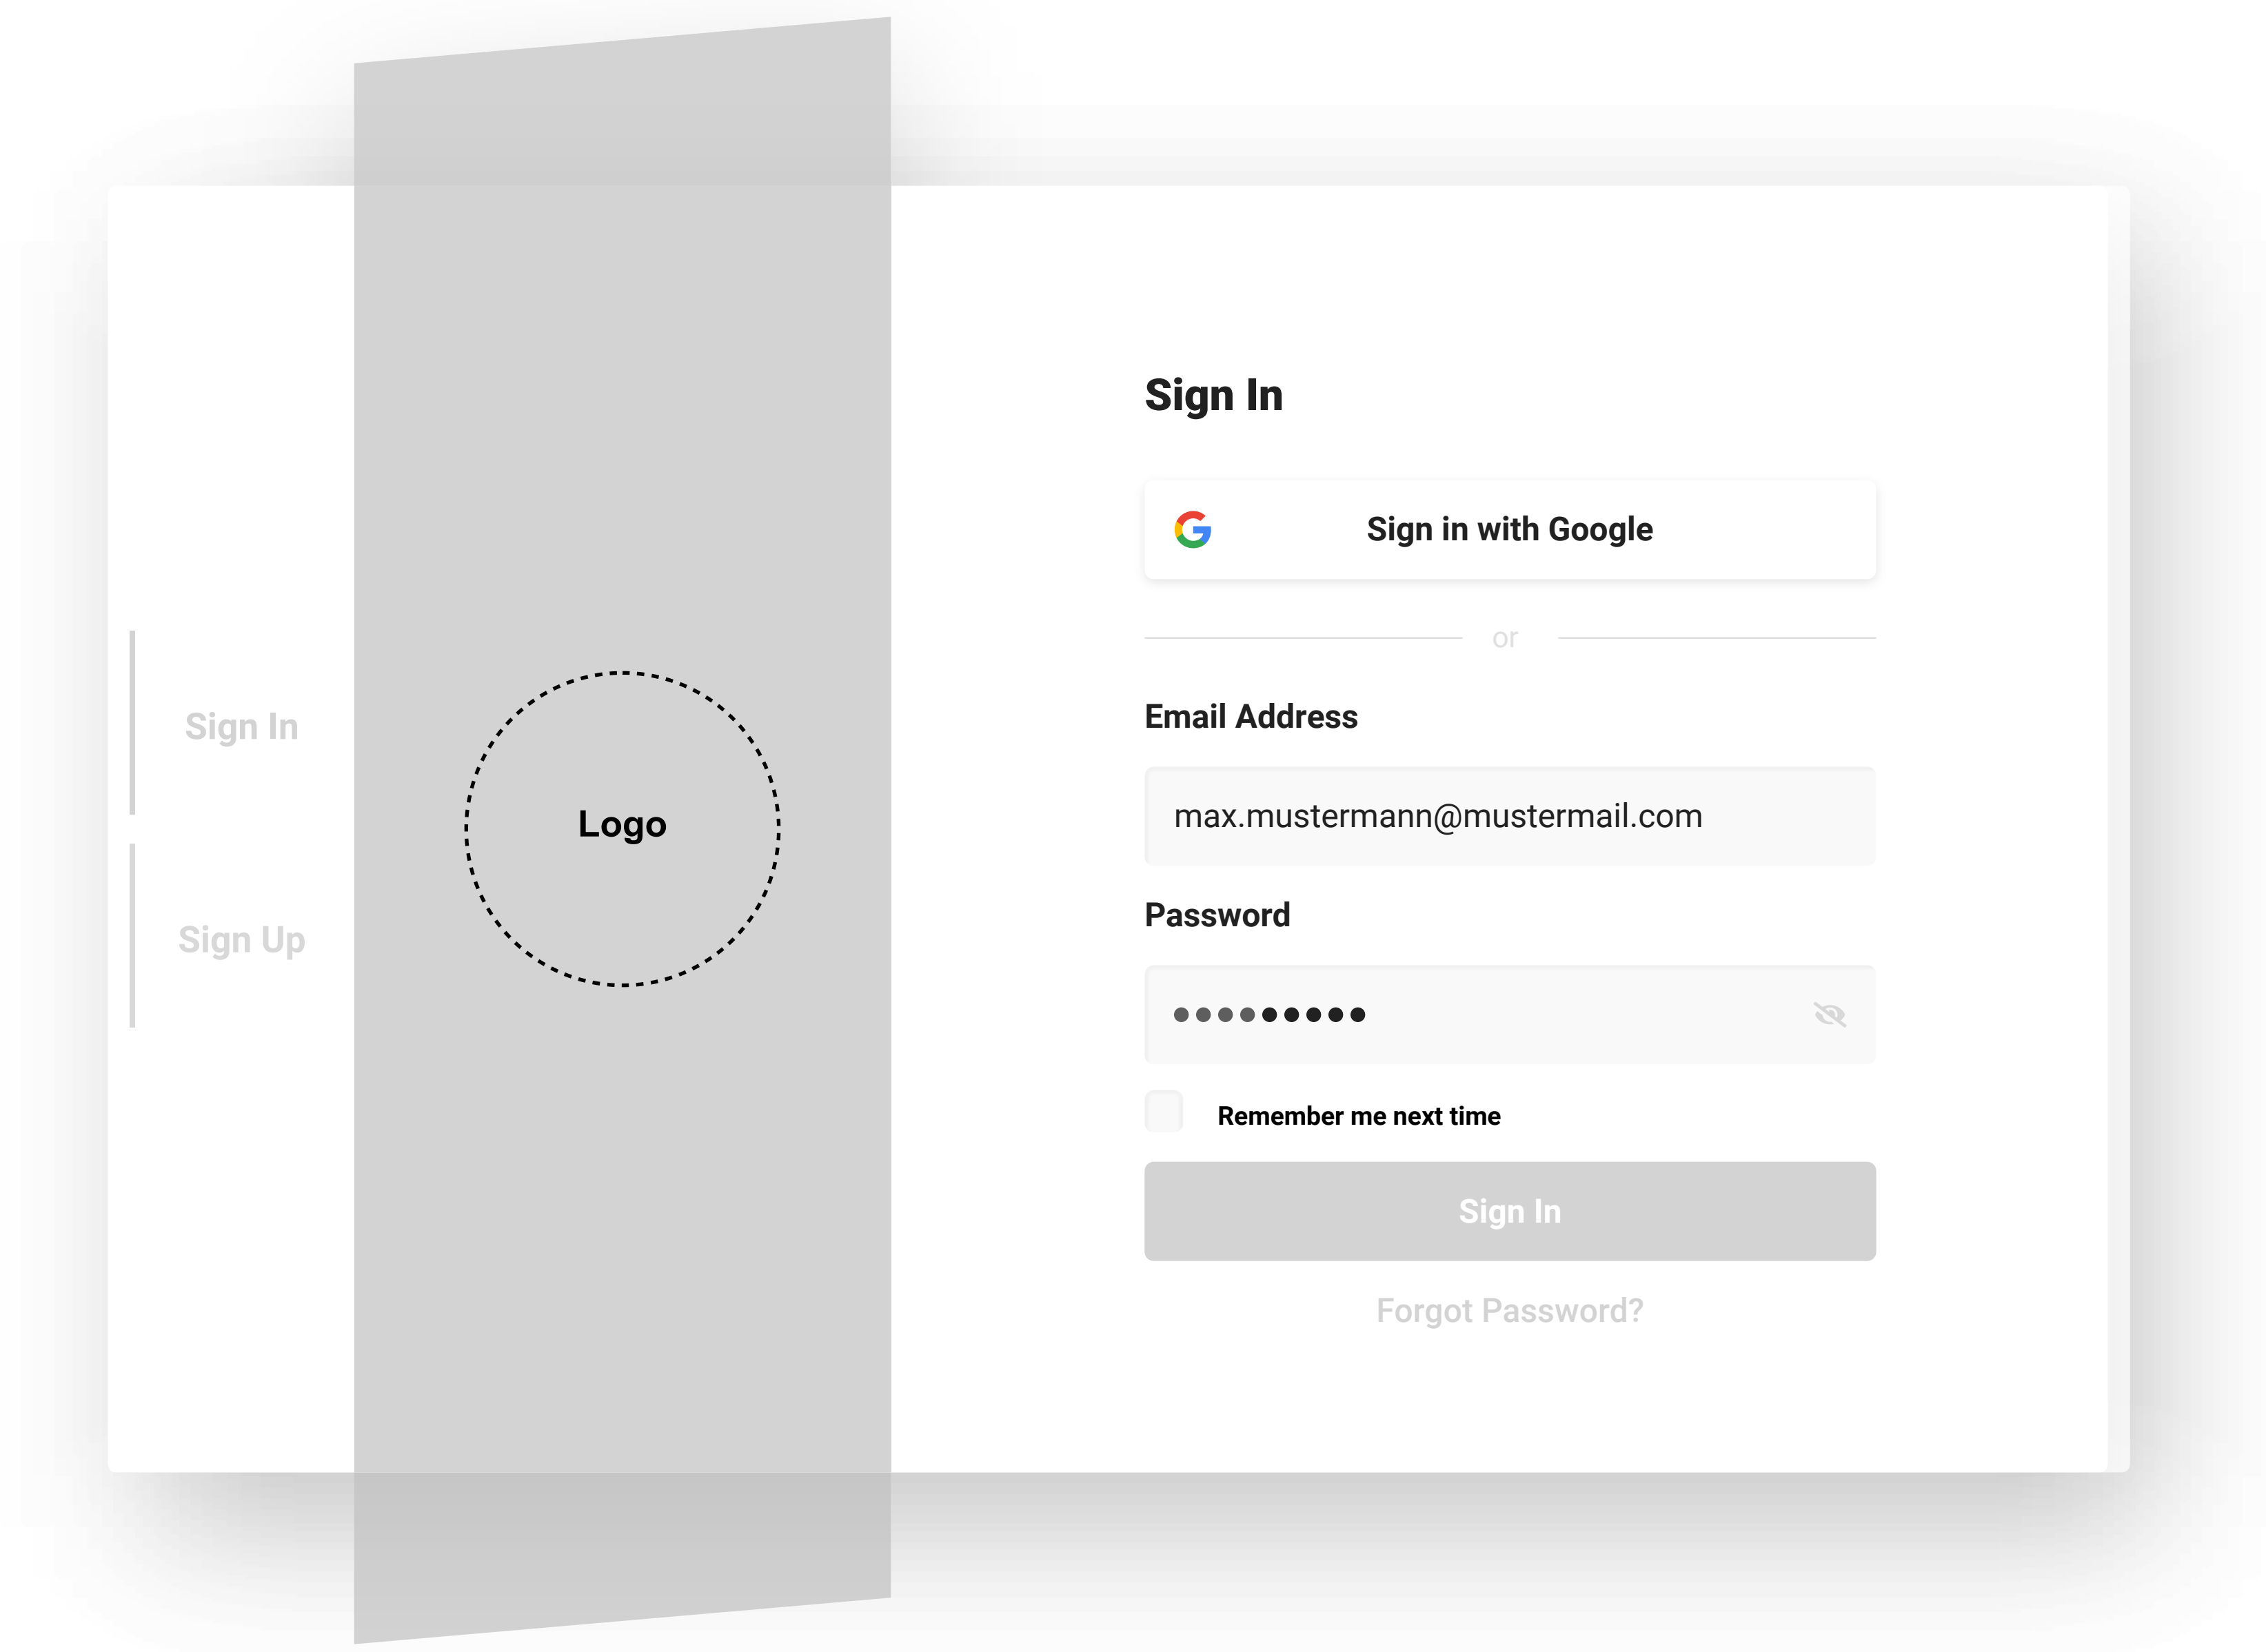 Sign In
Sign Up
Logo
Sign In
Sign in with Google
or
Email Address
max.mustermann@mustermail.com
Password
Remember me next time
Sign In
Forgot Password?